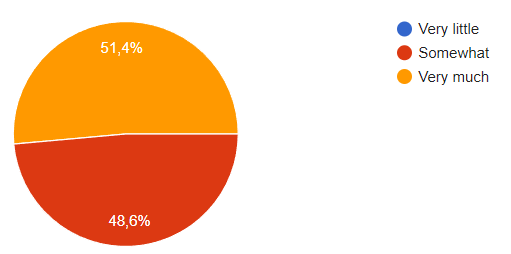 Very little
51,4%
Somewhat
Very much
48,6%